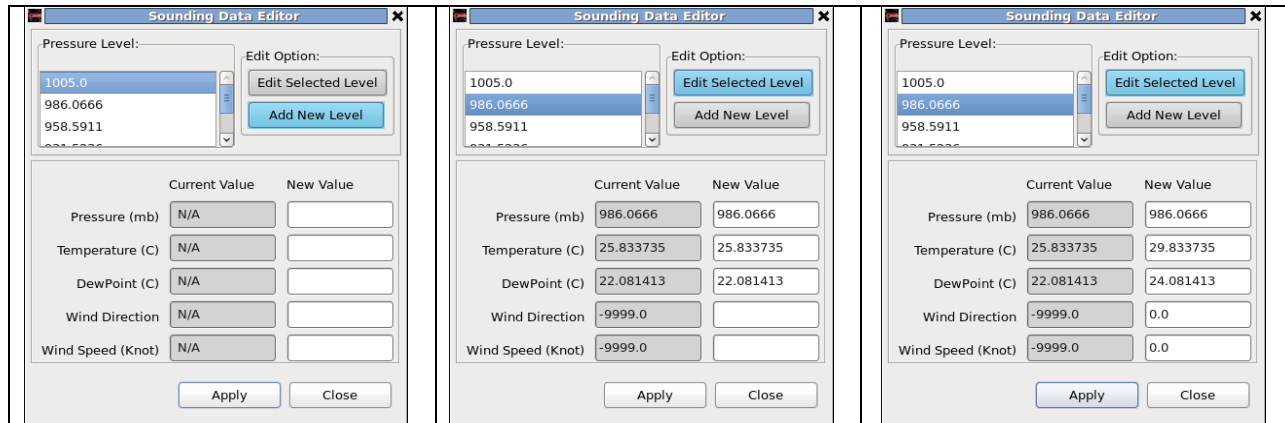 Sounding Data Editor
Pressure Level:
Edit Option:
1005.0
Edit Selected Level
986.0666
Add New Level
958.5911
Current Value New Value
Pressure (mb) N/A
Temperature (C) N/A
DewPoint (C) N/A
Wind Direction N/A
Wind Speed (Knot) N/A
Apply Close
Sounding Data Editor
Pressure Level:
Edit Option:
1005.0
Edit Selected Level
986.0666
Add New Level
958.5911
Current Value New Value
Pressure (mb) 986.0666 986.0666
Temperature (C) 25.833735 25.833735
DewPoint (C) 22.081413 22.081413
Wind Direction -9999.0
Wind Speed (Knot) -9999.0
Apply Close
Sounding Data Editor
Pressure Level:
Edit Option:
1005.0
Edit Selected Level
986.0666
Add New Level
958.5911
Current Value New Value
Pressure (mb) 986.0666 986.0666
Temperature (C) 25.833735 29.833735
DewPoint (C) 22.081413 24.081413
Wind Direction -9999.0 0.0
Wind Speed (Knot) -9999.0 0.0
Apply Close